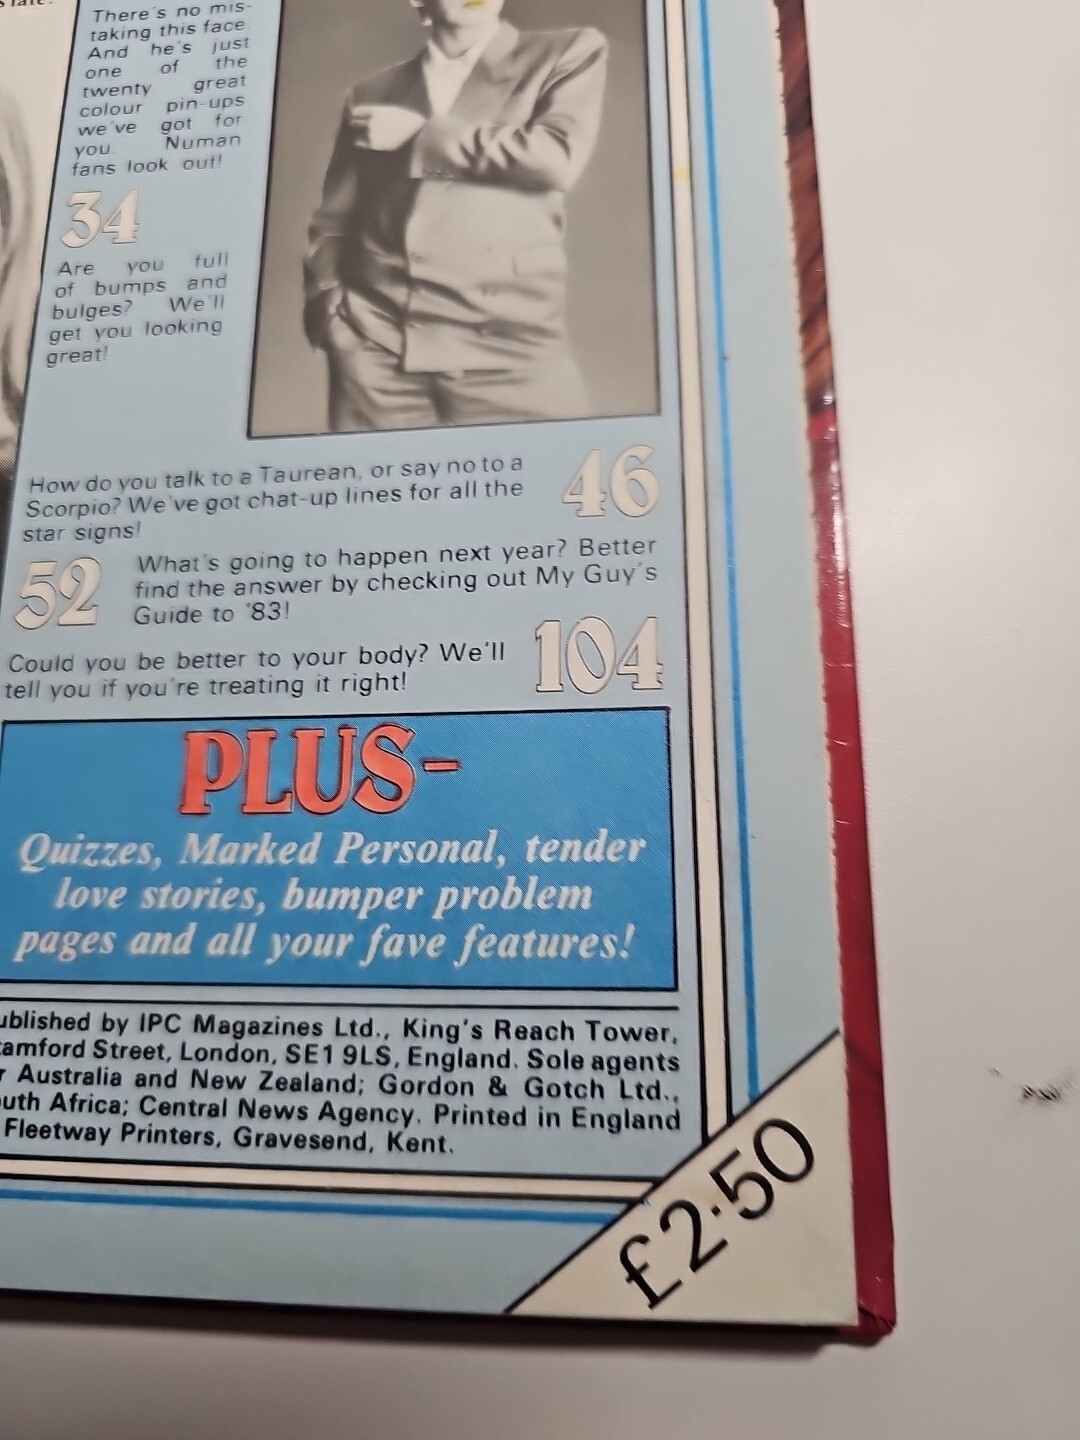 There's no mis-
taking this face.
And he's just
one of the
twenty great
colour pin-ups
we've got for
you. Numan
fans look out!
34
Are you full
of bumps and
bulges? We'll
get you looking
great!
How do you talk to a Taurean, or say no to a
Scorpio? We've got chat-up lines for all the
star signs!
46
52
What's going to happen next year? Better
find the answer by checking out My Guy's
Guide to '83!
Could you be better to your body? We'll
tell you if you're treating it right!
104
PLUS-
Quizzes, Marked Personal, tender
love stories, bumper problem
pages and all your fave features!
ublished by IPC Magazines Ltd., King's Reach Tower,
amford Street, London, SE1 9LS, England. Sole agents
r Australia and New Zealand; Gordon & Gotch Ltd.,
uth Africa; Central News Agency. Printed in England
Fleetway Printers, Gravesend, Kent.
£2·50